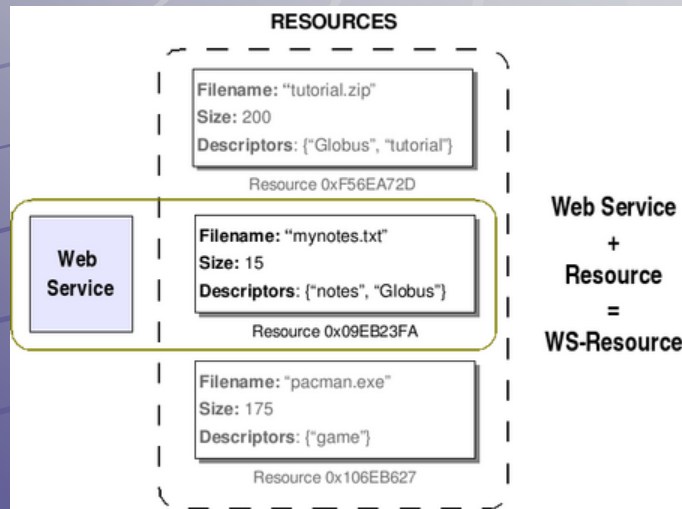 RESOURCES
Filename: “tutorial.zip”
Size: 200
Descriptors: {“Globus”, “tutorial”}
Resource 0xF56EA72D
Web
Service
Filename: “mynotes.txt”
Size: 15
Descriptors: {“notes”, “Globus”}
Resource 0x09EB23FA
Filename: “pacman.exe”
Size: 175
Descriptors: {“game”}
Resource 0x106EB627
Web Service
+
Resource
=
WS-Resource